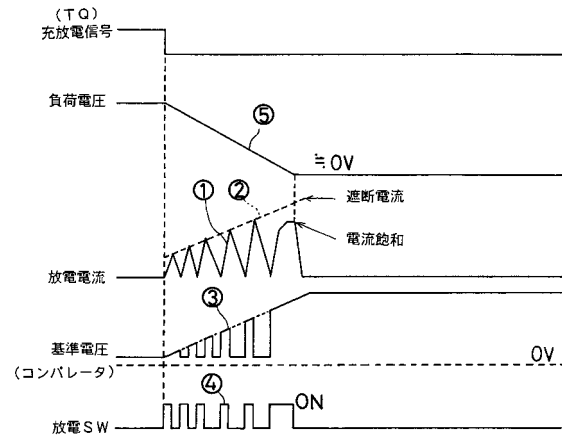 (TQ)
充放電信号
負荷電圧
⑤
≒0V
① ②
遮断電流
電流飽和
放電電流
③
基準電圧
(コンパレータ)
0V
④
ON
放電SW